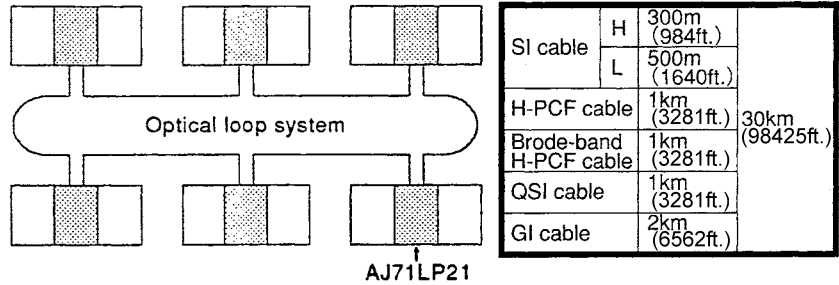 Optical loop system
AJ71LP21
SI cable
H
300m
(984ft.)
L
500m
(1640ft.)
H-PCF cable
1km
(3281ft.)
Brode-band
H-PCF cable
1km
(3281ft.)
QSI cable
1km
(3281ft.)
GI cable
2km
(6562ft.)
30km
(98425ft.)